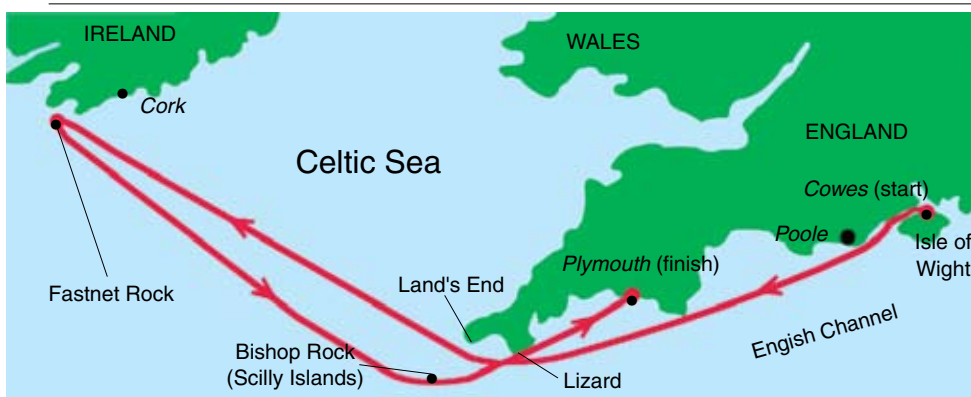 IRELAND
WALES
Cork
ENGLAND
Celtic Sea
Cowes (start)
Poole
Isle of
Wight
Plymouth (finish)
Land's End
Fastnet Rock
Engish Channel
Bishop Rock
(Scilly Islands)
Lizard